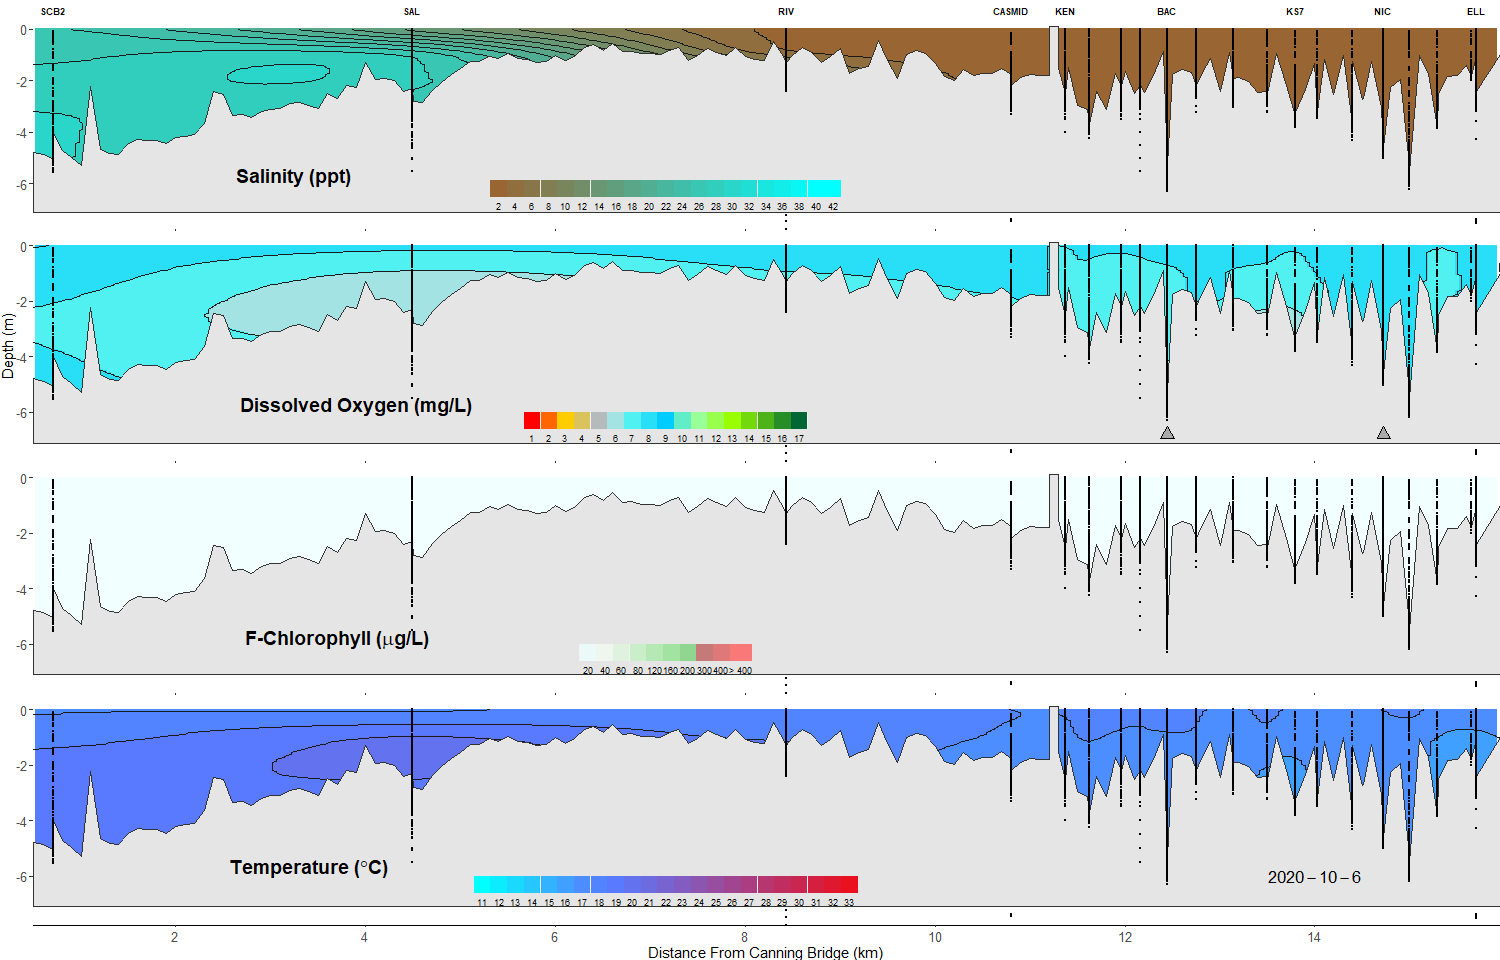 SCB2 SAL RIV CASMID KEN BAC KS7 NIC ELL
0
-2
-4
-6
Salinity (ppt)
2 4 6 8 10 12 14 16 18 20 22 24 26 28 30 32 34 36 38 40 42
0
-2
-4
-6
Depth (m)
Dissolved Oxygen (mg/L)
1 2 3 4 5 6 7 8 9 10 11 12 13 14 15 16 17
0
-2
-4
-6
F-Chlorophyll (μg/L)
20 40 60 80 120 160 200 300 400 > 400
0
-2
-4
-6
Temperature (°C)
2020 – 10 – 6
11 12 13 14 15 16 17 18 19 20 21 22 23 24 25 26 27 28 29 30 31 32 33
2 4 6 8 10 12 14
Distance From Canning Bridge (km)